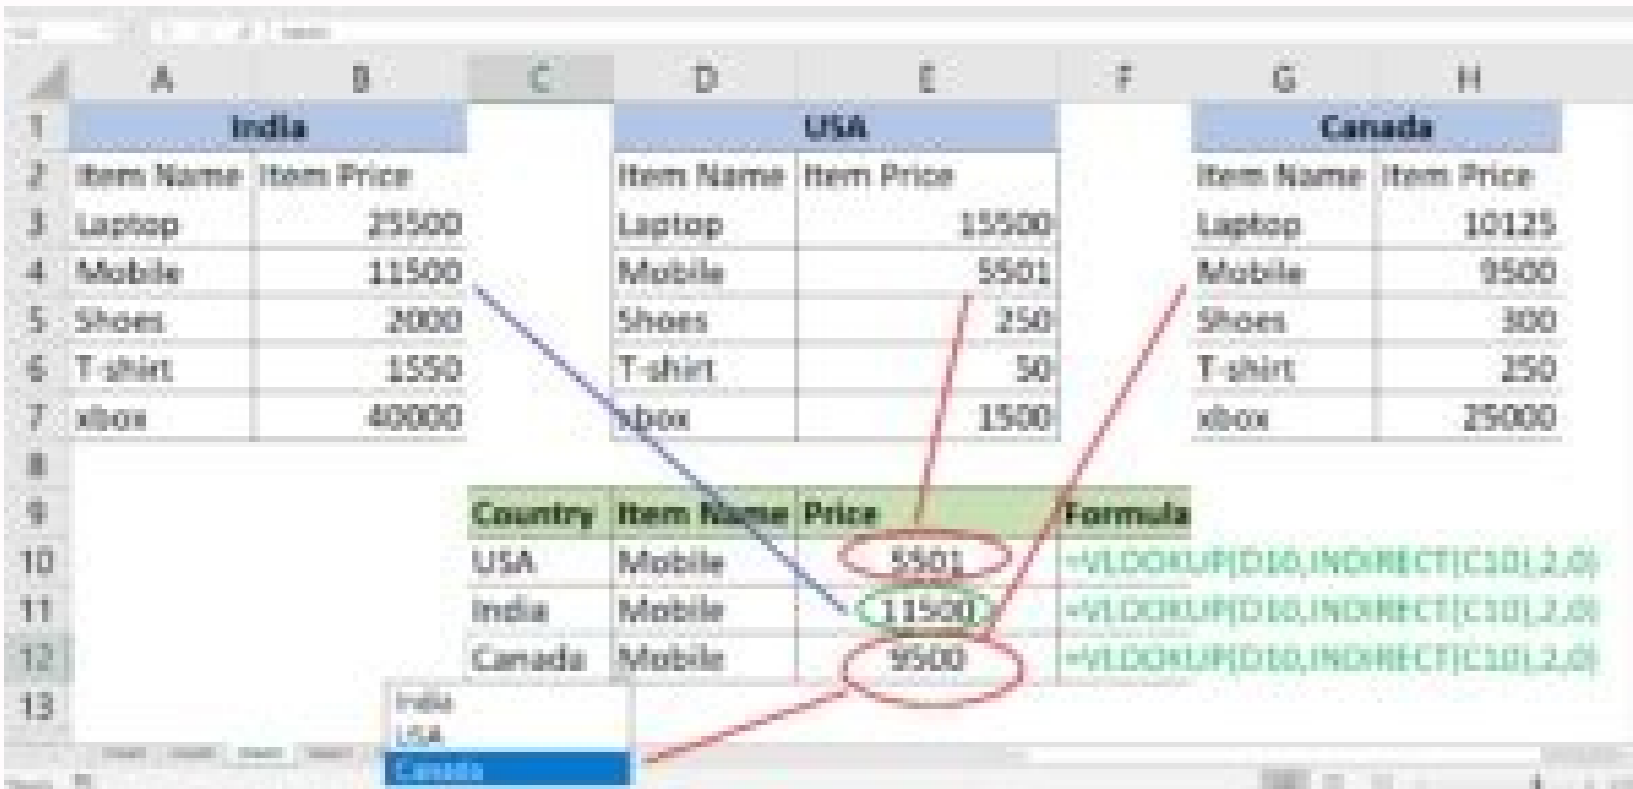 A B C D E F G H
1 India USA Canada
2 Item Name Item Price Item Name Item Price Item Name Item Price
3 Laptop 25500 Laptop 15500 Laptop 10125
4 Mobile 11500 Mobile 5501 Mobile 9500
5 Shoes 2000 Shoes 250 Shoes 300
6 T-shirt 1550 T-shirt 50 T-shirt 250
7 xbox 40000 xbox 1500 xbox 25000
8
9 Country Item Name Price Formula
10 USA Mobile 5501 =VLOOKUP(D10,INDIRECT(C10),2,0)
11 India Mobile 11500 =VLOOKUP(D10,INDIRECT(C10),2,0)
12 Canada Mobile 9500 =VLOOKUP(D10,INDIRECT(C10),2,0)
13 India
USA
Canada